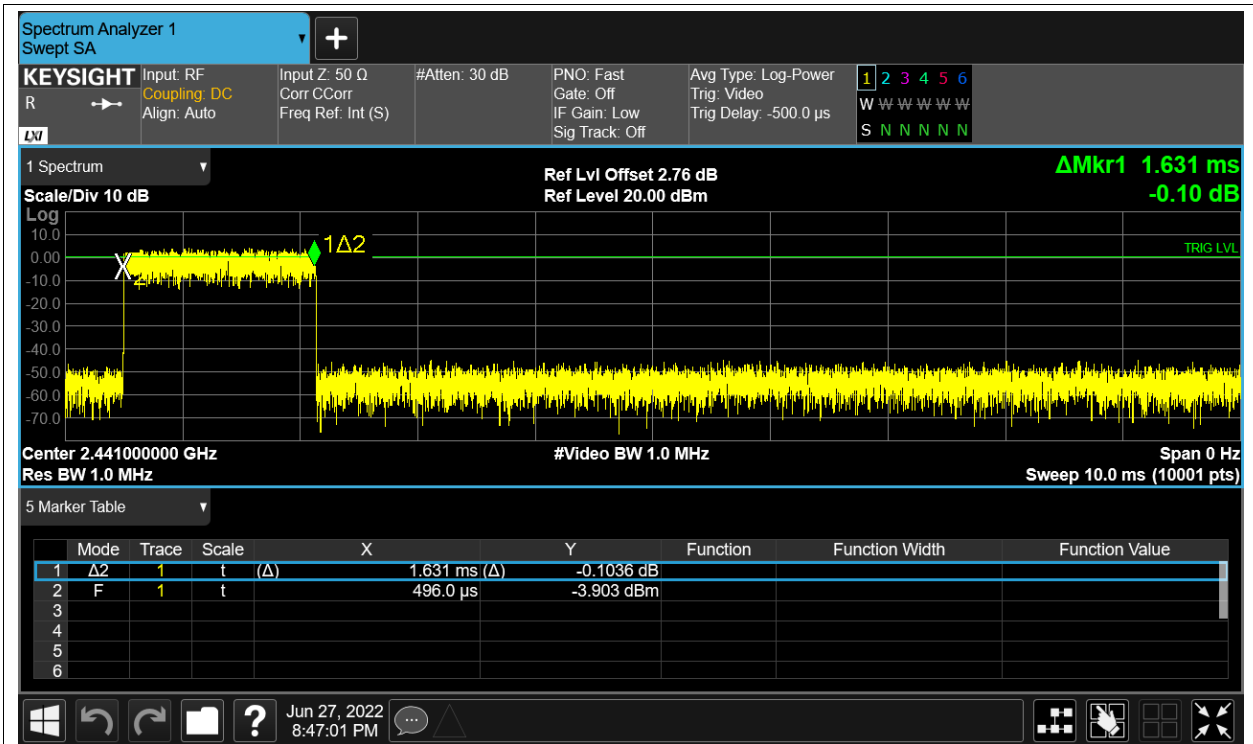 Spectrum Analyzer 1
Swept SA
KEYSIGHT Input: RF Input Z: 50 Ω #Atten: 30 dB PNO: Fast Avg Type: Log-Power 1 2 3 4 5 6
R Coupling: DC Corr CCorr Gate: Off Trig: Video W W W W W W
Align: Auto Freq Ref: Int (S) IF Gain: Low Trig Delay: -500.0 µs
LXI Sig Track: Off S N N N N N
1 Spectrum Ref Lvl Offset 2.76 dB ΔMkr1 1.631 ms
Scale/Div 10 dB Ref Level 20.00 dBm -0.10 dB
Log
10.0 1Δ2 TRIG LVL
0.00 X
-10.0 2
-20.0
-30.0
-40.0
-50.0
-60.0
-70.0
Center 2.441000000 GHz #Video BW 1.0 MHz Span 0 Hz
Res BW 1.0 MHz Sweep 10.0 ms (10001 pts)
5 Marker Table
Mode Trace Scale X Y Function Function Width Function Value
1 Δ2 1 t (Δ) 1.631 ms (Δ) -0.1036 dB
2 F 1 t 496.0 µs -3.903 dBm
3
4
5
6
? Jun 27, 2022
8:47:01 PM